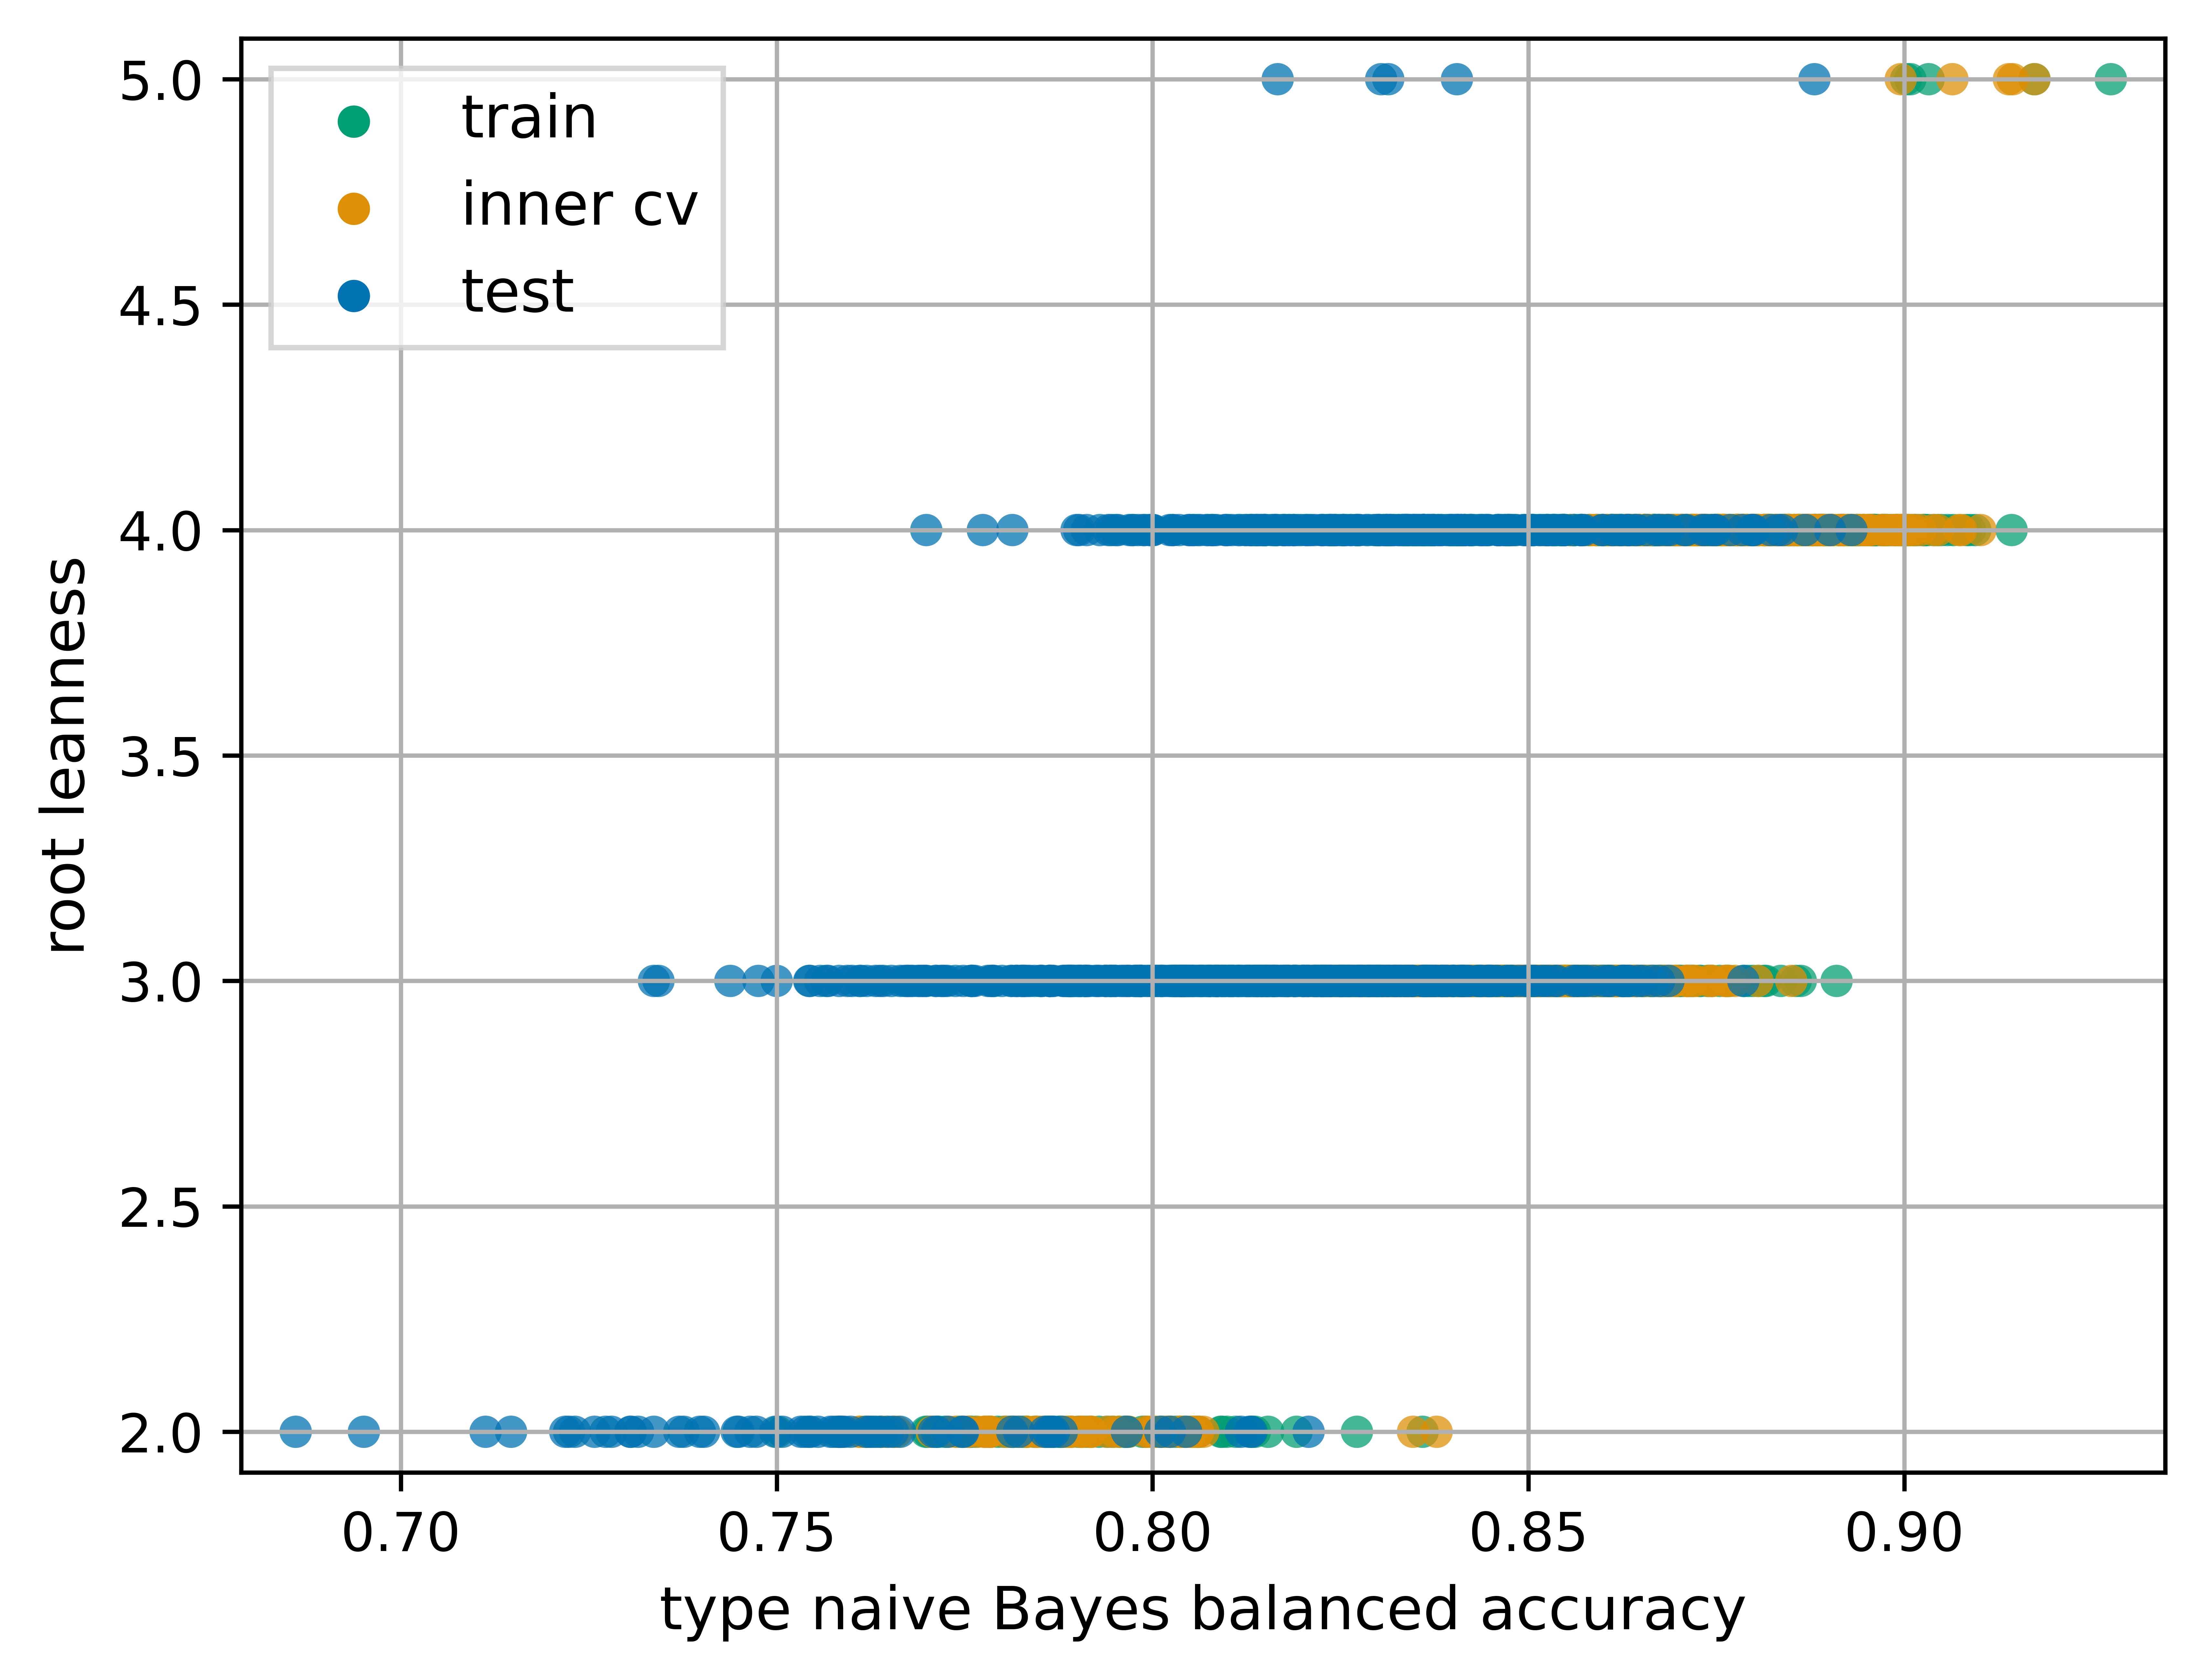 5.0
4.5
4.0
3.5
3.0
2.5
2.0
root leanness
train
inner cv
test
0.70 0.75 0.80 0.85 0.90
type naive Bayes balanced accuracy